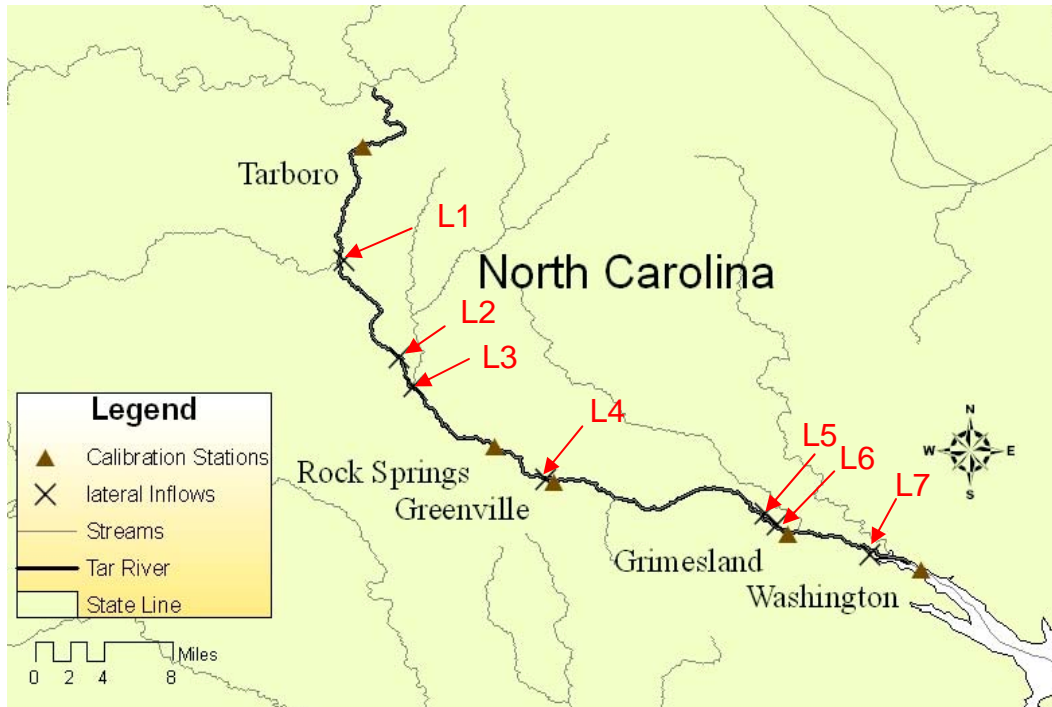 Tarboro
L1
North Carolina
L2
L3
Legend
Calibration Stations
lateral Inflows
Streams
Tar River
State Line
Miles
0 2 4 8
L4
Rock Springs
Greenville
L5
L6
L7
Grimesland
Washington
N
W E
S